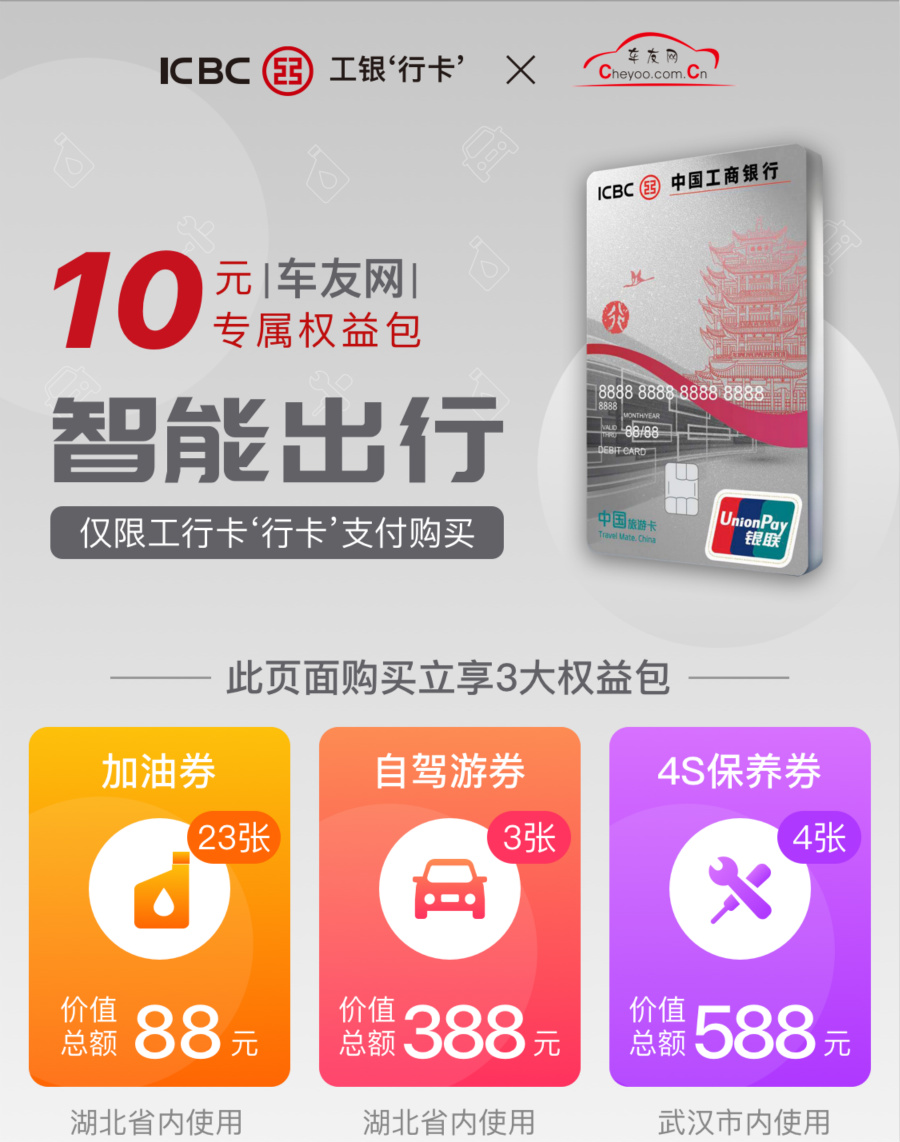 ICBC 工银‘行卡’ × 车友网 Cheyoo.com.Cn
ICBC 中国工商银行
10元|车友网|
专属权益包
行
智能出行
8888 8888 8888 8888
8888
MONTH/YEAR
VALID THRU 88/88
DEBIT CARD
仅限工行卡‘行卡’支付购买
中国旅游卡
Travel Mate. China
UnionPay
银联
此页面购买立享3大权益包
加油券
23张
价值总额88元
湖北省内使用
自驾游券
3张
价值总额388元
湖北省内使用
4S保养券
4张
价值总额588元
武汉市内使用